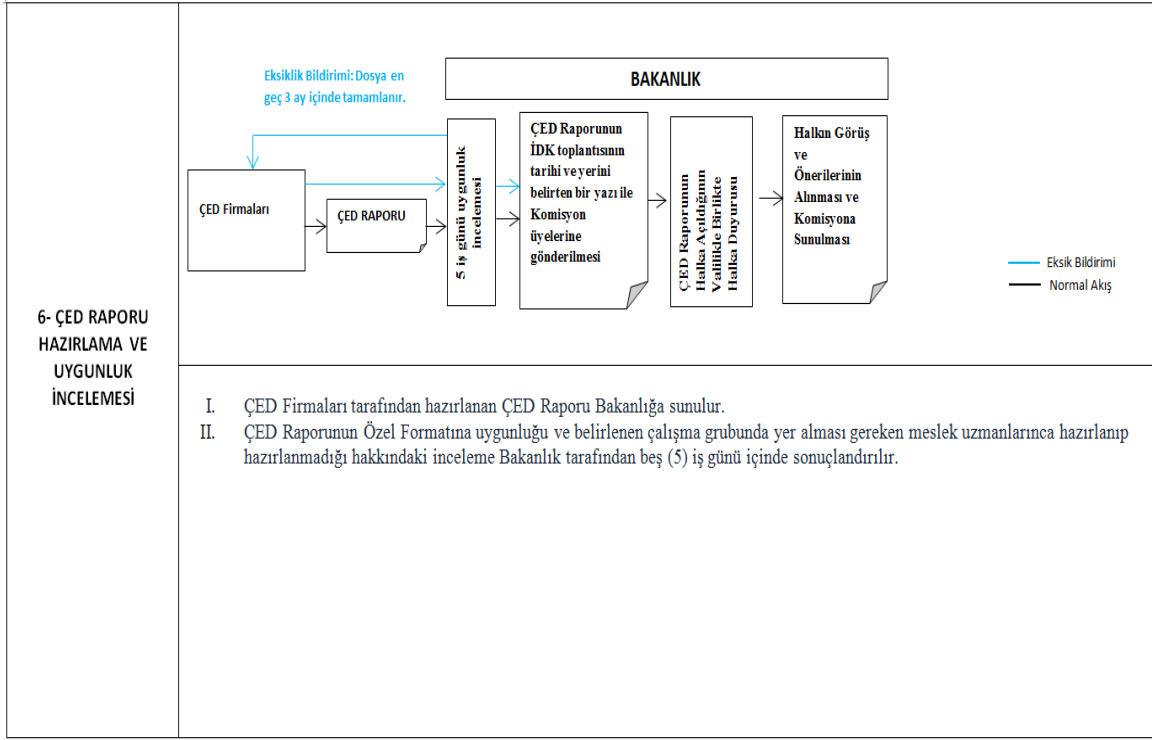 6- ÇED RAPORU
HAZIRLAMA VE
UYGUNLUK
İNCELEMESİ
Eksiklik Bildirimi: Dosya en
geç 3 ay içinde tamamlanır.
BAKANLIK
ÇED Firmaları
ÇED RAPORU
5 iş günü uygunluk
incelemesi
ÇED Raporunun
İDK toplantısının
tarihi ve yerini
belirten bir yazı ile
Komisyon
üyelerine
gönderilmesi
ÇED Raporunun
Halka Açıldığının
Valilikle Birlikte
Halka Duyurusu
Halkın Görüş
ve
Önerilerinin
Alınması ve
Komisyona
Sunulması
Eksik Bildirimi
Normal Akış
I. ÇED Firmaları tarafından hazırlanan ÇED Raporu Bakanlığa sunulur.
II. ÇED Raporunun Özel Formatına uygunluğu ve belirlenen çalışma grubunda yer alması gereken meslek uzmanlarınca hazırlanıp
hazırlanmadığı hakkındaki inceleme Bakanlık tarafından beş (5) iş günü içinde sonuçlandırılır.